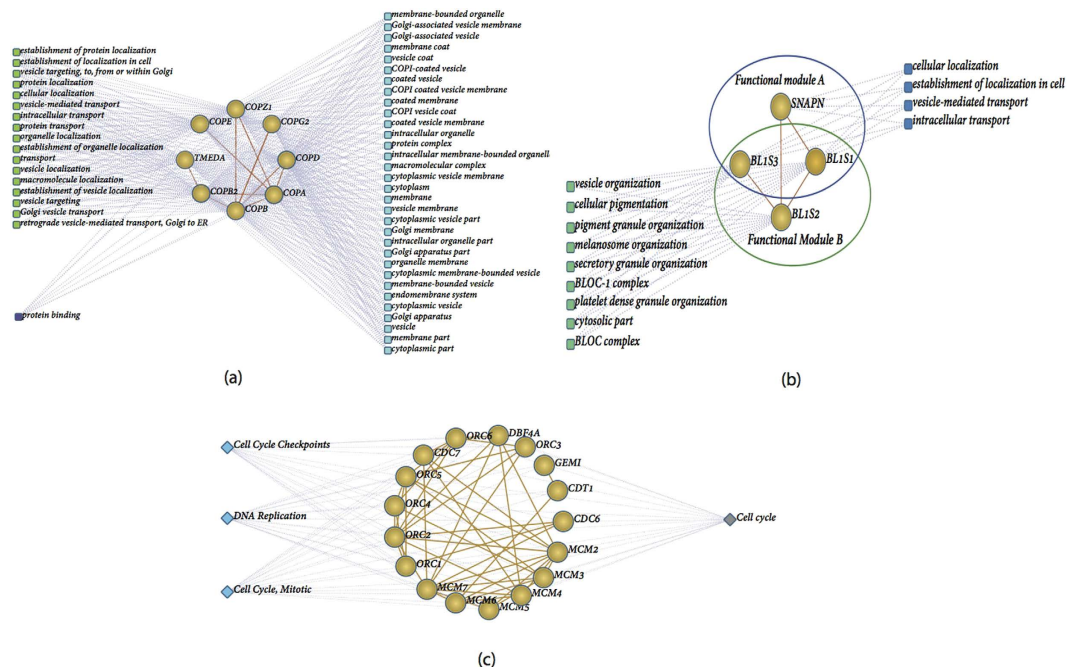 establishment of protein localization
establishment of localization in cell
vesicle targeting, to, from or within Golgi
protein localization
cellular localization
vesicle-mediated transport
intracellular transport
protein transport
organelle localization
establishment of organelle localization
transport
vesicle localization
macromolecule localization
establishment of vesicle localization
vesicle targeting
Golgi vesicle transport
retrograde vesicle-mediated transport, Golgi to ER
protein binding
COPZ1
COPE
COPG2
TMEDA
COPD
COPB2
COPA
COPB
membrane-bounded organelle
Golgi-associated vesicle membrane
Golgi-associated vesicle
membrane coat
vesicle coat
COPI-coated vesicle
coated vesicle
COPI coated vesicle membrane
coated membrane
COPI vesicle coat
coated vesicle membrane
intracellular organelle
protein complex
intracellular membrane-bounded organell
macromolecular complex
cytoplasmic vesicle membrane
cytoplasm
membrane
vesicle membrane
cytoplasmic vesicle part
Golgi membrane
intracellular organelle part
Golgi apparatus part
organelle membrane
cytoplasmic membrane-bounded vesicle
membrane-bounded vesicle
endomembrane system
cytoplasmic vesicle
Golgi apparatus
vesicle
membrane part
cytoplasmic part
(a)
Functional module A
SNAPN
BL1S3
BL1S1
BL1S2
Functional Module B
cellular localization
establishment of localization in cell
vesicle-mediated transport
intracellular transport
vesicle organization
cellular pigmentation
pigment granule organization
melanosome organization
secretory granule organization
BLOC-1 complex
platelet dense granule organization
cytosolic part
BLOC complex
(b)
Cell Cycle Checkpoints
DNA Replication
Cell Cycle, Mitotic
ORC6
DBF4A
ORC3
CDC7
GEMI
ORC5
CDT1
ORC4
CDC6
ORC2
MCM2
ORC1
MCM3
MCM7
MCM4
MCM6
MCM5
Cell cycle
(c)